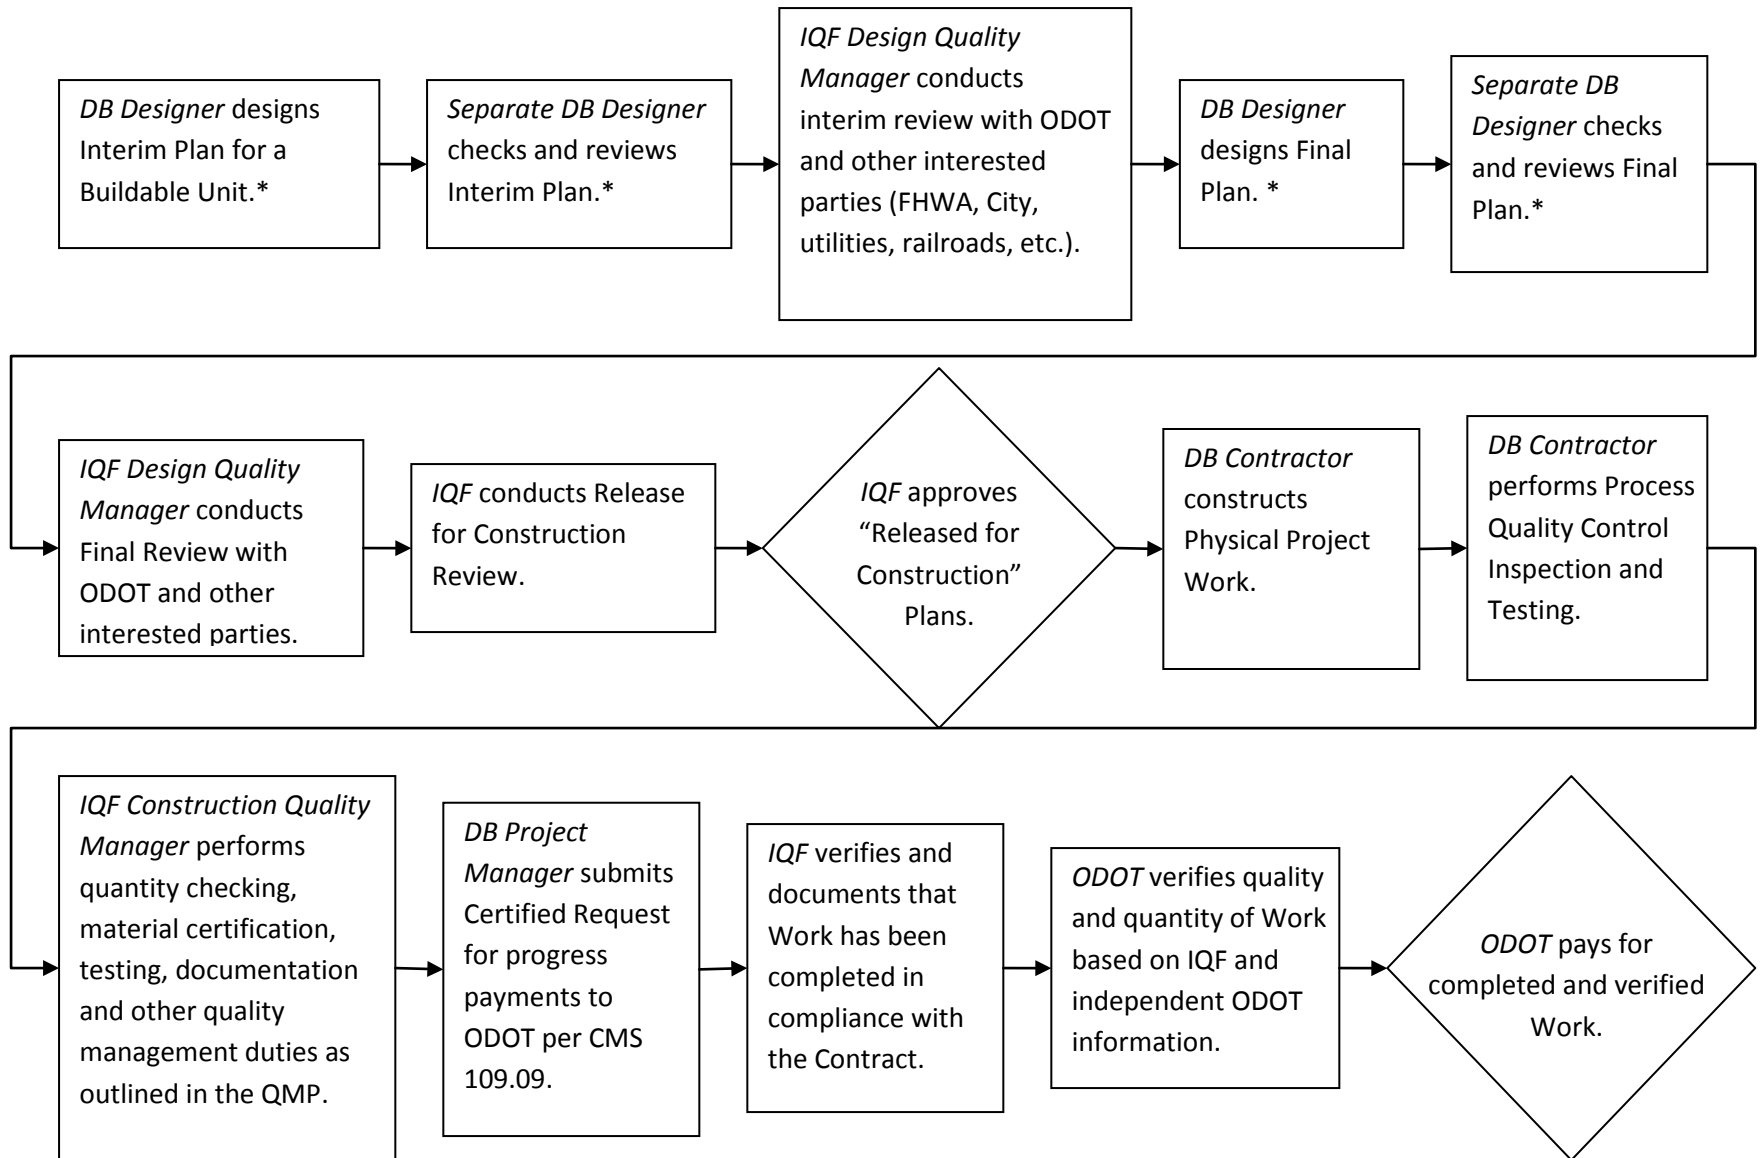 DB Designer designs
Interim Plan for a
Buildable Unit.*
Separate DB Designer
checks and reviews
Interim Plan.*
IQF Design Quality
Manager conducts
interim review with ODOT
and other interested
parties (FHWA, City,
utilities, railroads, etc.).
DB Designer
designs Final
Plan. *
Separate DB
Designer checks
and reviews Final
Plan.*
IQF Design Quality
Manager conducts
Final Review with
ODOT and other
interested parties.
IQF conducts Release
for Construction
Review.
IQF approves
“Released for
Construction”
Plans.
DB Contractor
constructs
Physical Project
Work.
DB Contractor
performs Process
Quality Control
Inspection and
Testing.
IQF Construction Quality
Manager performs
quantity checking,
material certification,
testing, documentation
and other quality
management duties as
outlined in the QMP.
DB Project
Manager submits
Certified Request
for progress
payments to
ODOT per CMS
109.09.
IQF verifies and
documents that
Work has been
completed in
compliance with
the Contract.
ODOT verifies quality
and quantity of Work
based on IQF and
independent ODOT
information.
ODOT pays for
completed and verified
Work.